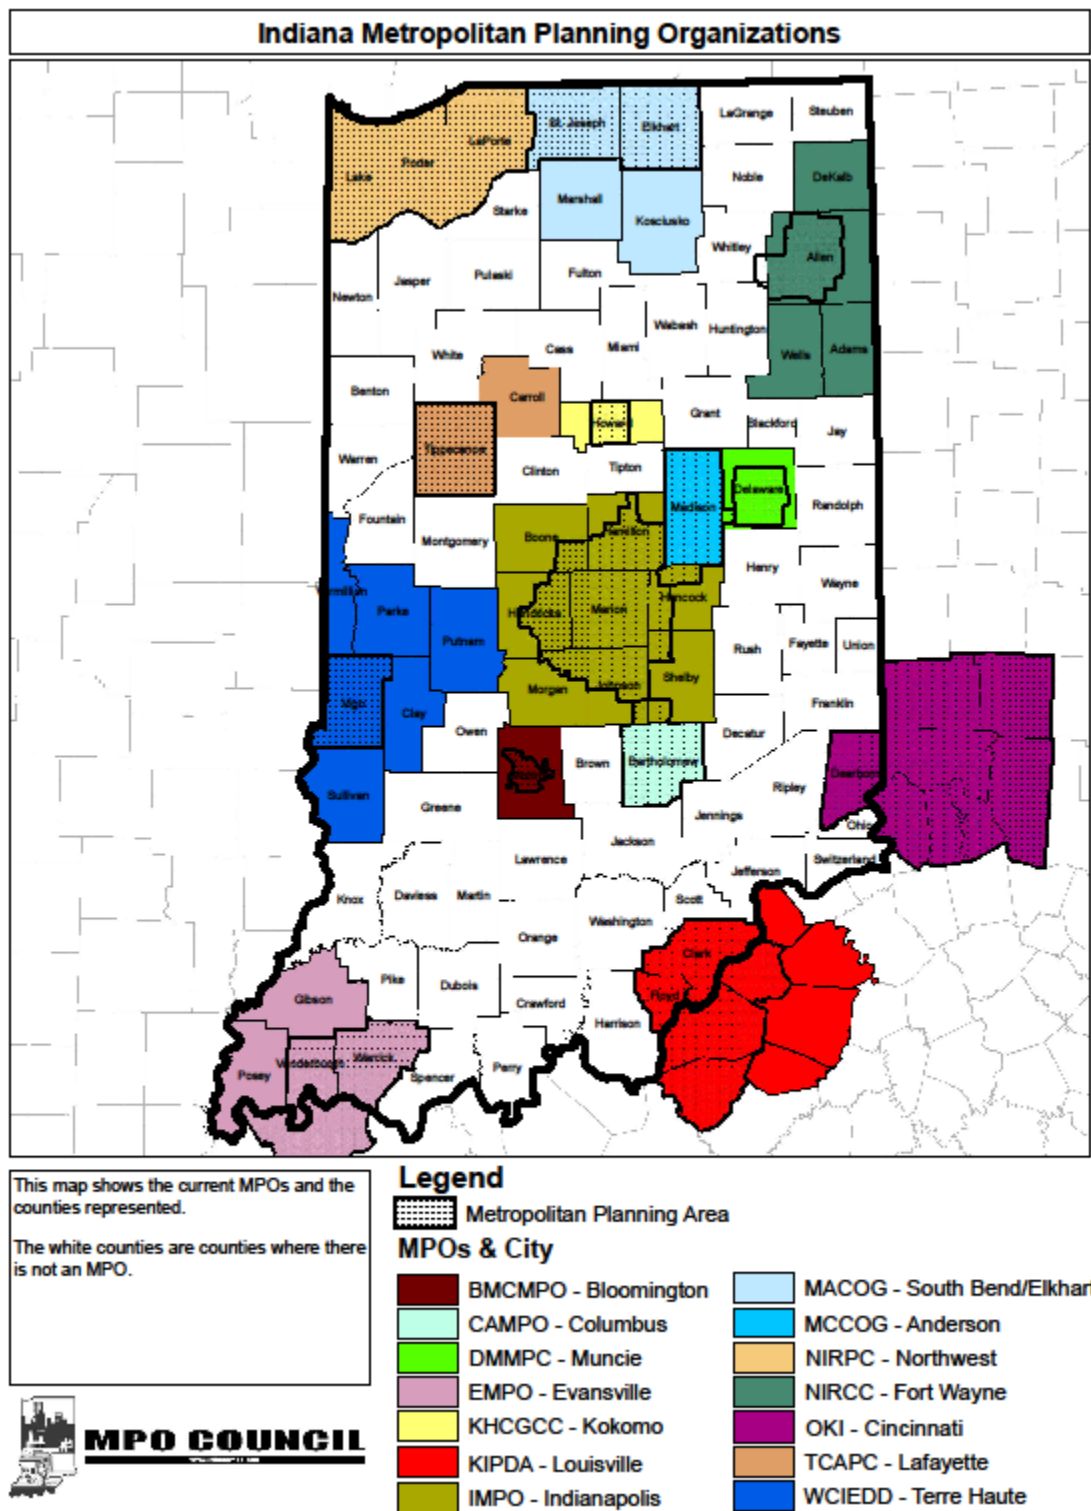 Indiana Metropolitan Planning Organizations
LaGrange
Steuben
St. Joseph
Elkhart
LaPorte
Porter
Lake
Noble
DeKalb
Marshall
Starke
Kosciusko
Whitley
Allen
Jasper
Pulaski
Fulton
Newton
Wabash
Huntington
Miami
Cass
White
Wells
Adams
Benton
Carroll
Howard
Grant
Blackford
Jay
Tippecanoe
Warren
Clinton
Tipton
Madison
Delaware
Randolph
Fountain
Montgomery
Boone
Hamilton
Henry
Wayne
Vermillion
Parke
Putnam
Hendricks
Marion
Hancock
Fayette
Union
Rush
Shelby
Morgan
Johnson
Vigo
Clay
Owen
Franklin
Decatur
Brown
Bartholomew
Dearborn
Ripley
Sullivan
Greene
Jennings
Ohio
Jackson
Lawrence
Switzerland
Jefferson
Knox
Daviess
Martin
Scott
Washington
Orange
Clark
Pike
Dubois
Floyd
Gibson
Crawford
Harrison
Vanderburgh
Warrick
Posey
Spencer
Perry
This map shows the current MPOs and the
counties represented.
The white counties are counties where there
is not an MPO.
MPO COUNCIL
Legend
Metropolitan Planning Area
MPOs & City
BMCMPO - Bloomington
CAMPO - Columbus
DMMPC - Muncie
EMPO - Evansville
KHCGCC - Kokomo
KIPDA - Louisville
IMPO - Indianapolis
MACOG - South Bend/Elkhar
MCCOG - Anderson
NIRPC - Northwest
NIRCC - Fort Wayne
OKI - Cincinnati
TCAPC - Lafayette
WCIEDD - Terre Haute